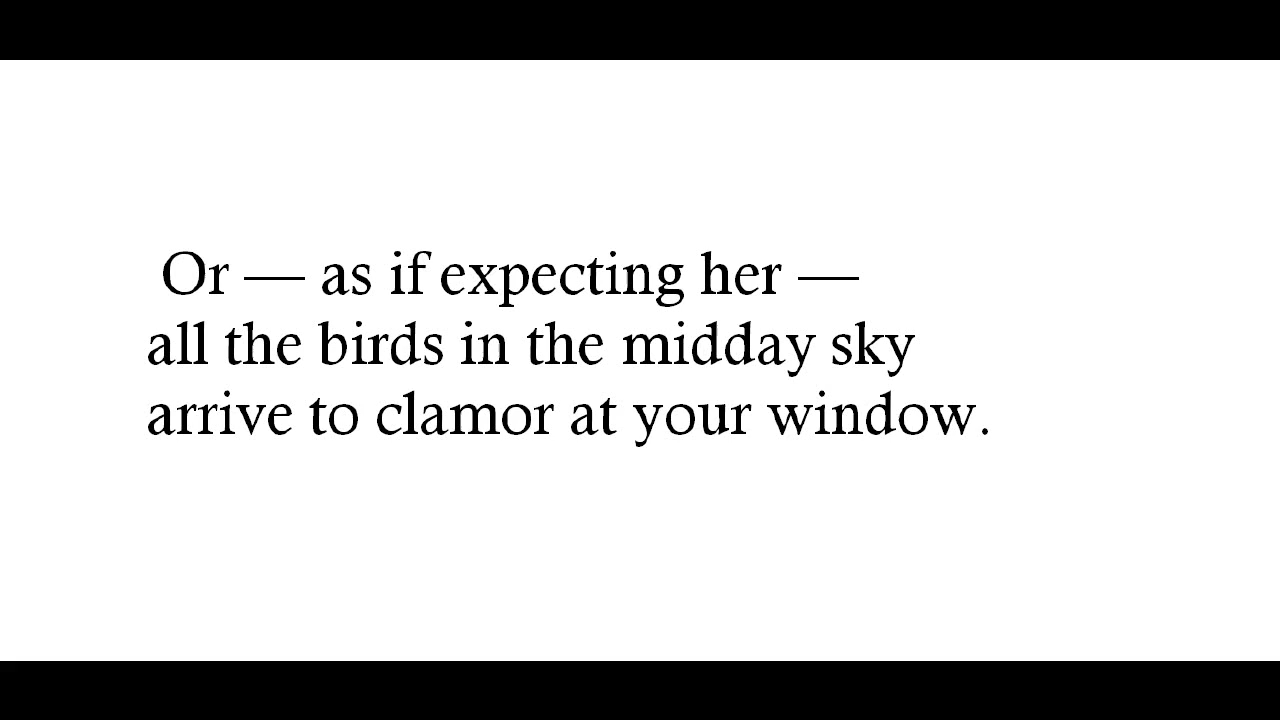 Or — as if expecting her —
all the birds in the midday sky
arrive to clamor at your window.